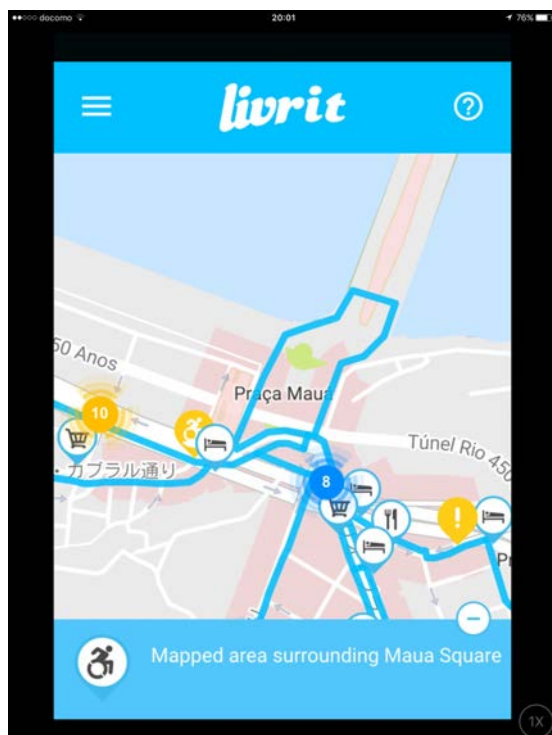 docomo
20:01
76%
livrit
50 Anos
10
Praça Mauá
・カブラル通り
Túnel Rio 450
8
Mapped area surrounding Maua Square
1X